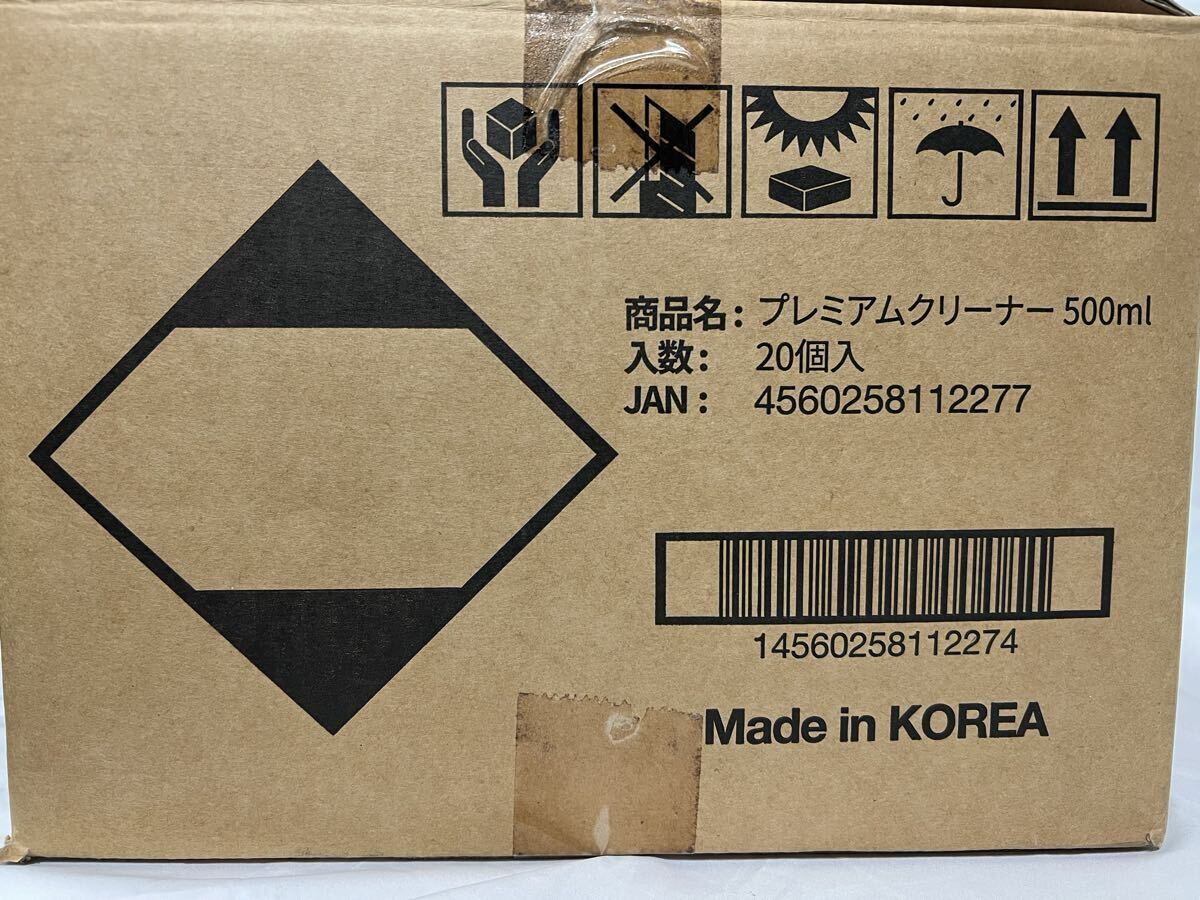 商品名: プレミアムクリーナー 500ml
入数: 20個入
JAN: 4560258112277
14560258112274
Made in KOREA